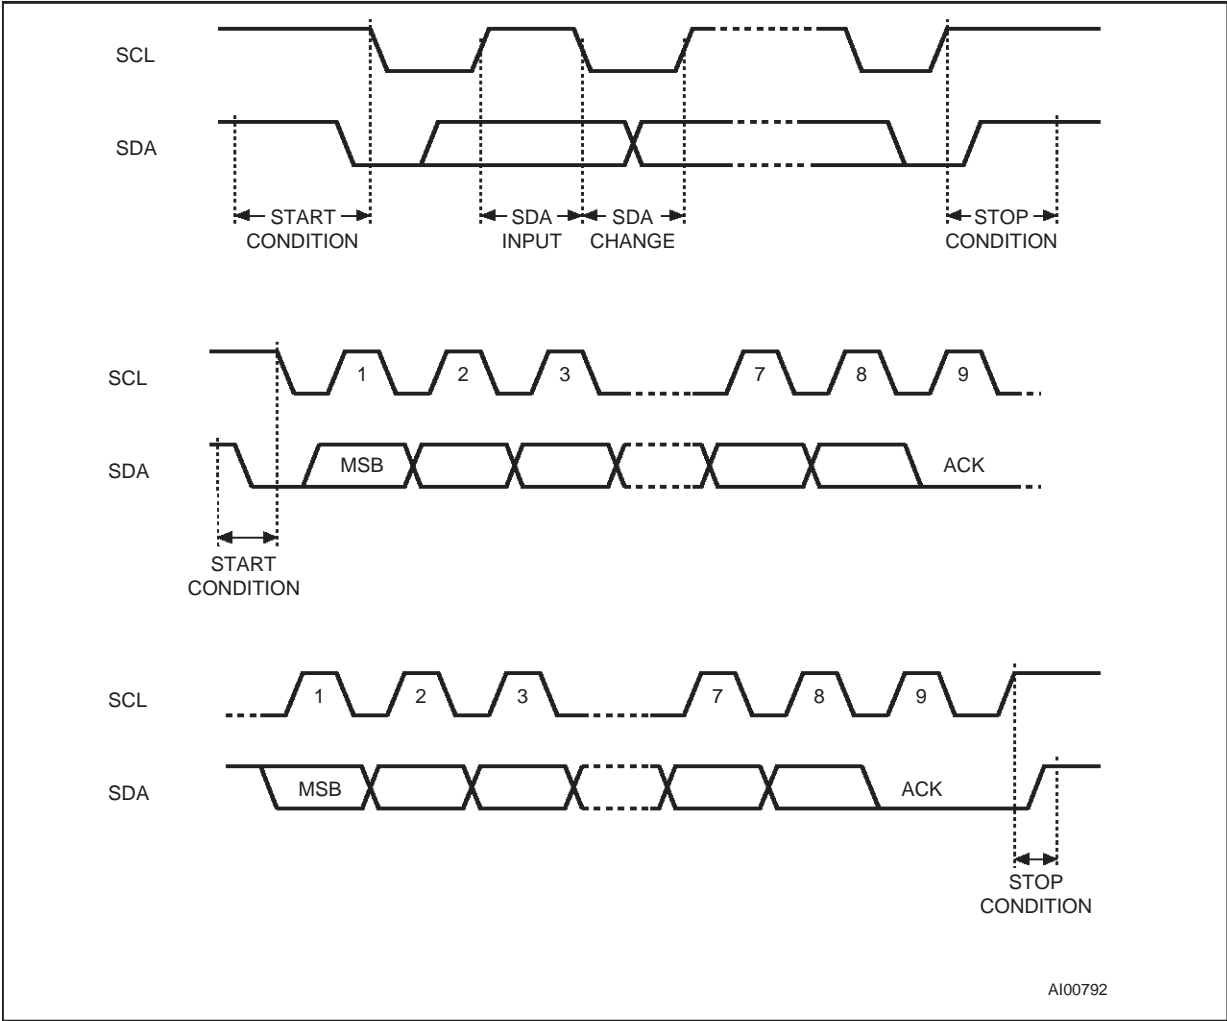 SCL
SDA
START
CONDITION
SDA
INPUT
SDA
CHANGE
STOP
CONDITION
SCL
1 2 3 7 8 9
SDA
MSB ACK
START
CONDITION
SCL
1 2 3 7 8 9
SDA
MSB ACK
STOP
CONDITION
AI00792